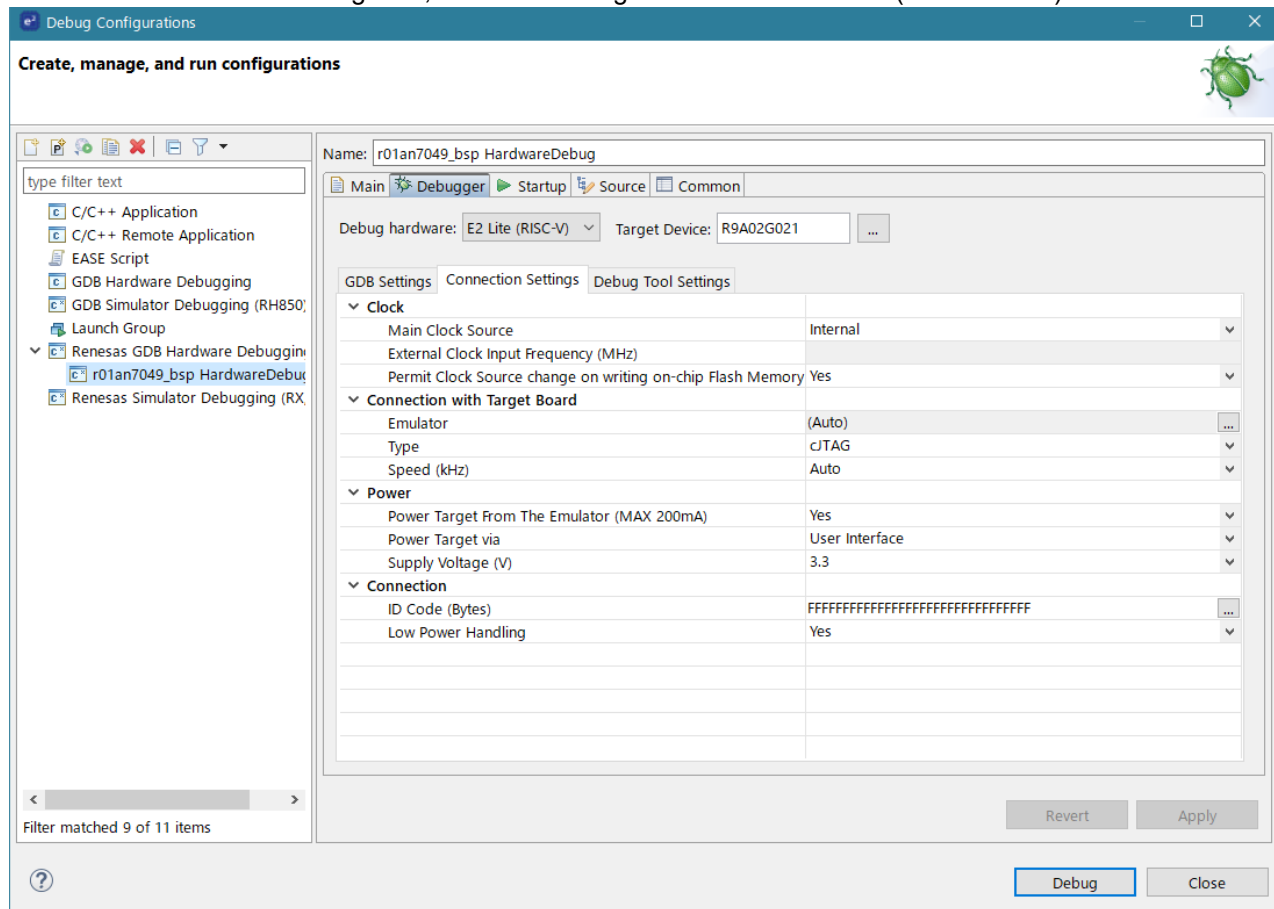 e² Debug Configurations
Create, manage, and run configurations
type filter text
C/C++ Application
C/C++ Remote Application
EASE Script
GDB Hardware Debugging
GDB Simulator Debugging (RH850)
Launch Group
Renesas GDB Hardware Debuggin
r01an7049_bsp HardwareDebug
Renesas Simulator Debugging (RX,
Filter matched 9 of 11 items
Name: r01an7049_bsp HardwareDebug
Main Debugger Startup Source Common
Debug hardware: E2 Lite (RISC-V) Target Device: R9A02G021 ...
GDB Settings Connection Settings Debug Tool Settings
Clock
Main Clock Source Internal
External Clock Input Frequency (MHz)
Permit Clock Source change on writing on-chip Flash Memory Yes
Connection with Target Board
Emulator (Auto) ...
Type cJTAG
Speed (kHz) Auto
Power
Power Target From The Emulator (MAX 200mA) Yes
Power Target via User Interface
Supply Voltage (V) 3.3
Connection
ID Code (Bytes) FFFFFFFFFFFFFFFFFFFFFFFFFFFFFFFF ...
Low Power Handling Yes
Revert Apply
? Debug Close